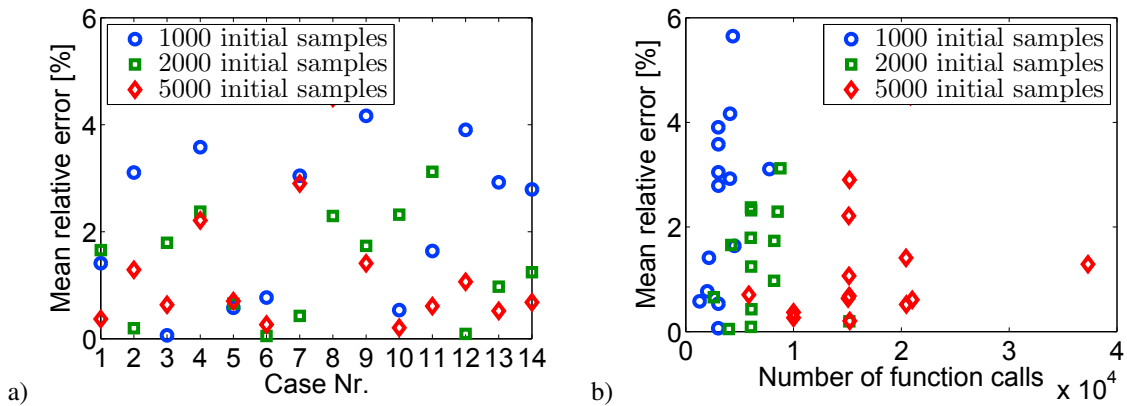 a)
Mean relative error [%]
6
4
2
0
1000 initial samples
2000 initial samples
5000 initial samples
1 2 3 4 5 6 7 8 9 10 11 12 13 14
Case Nr.
b)
Mean relative error [%]
6
4
2
0
1000 initial samples
2000 initial samples
5000 initial samples
0 1 2 3 4
Number of function calls
x 10^4